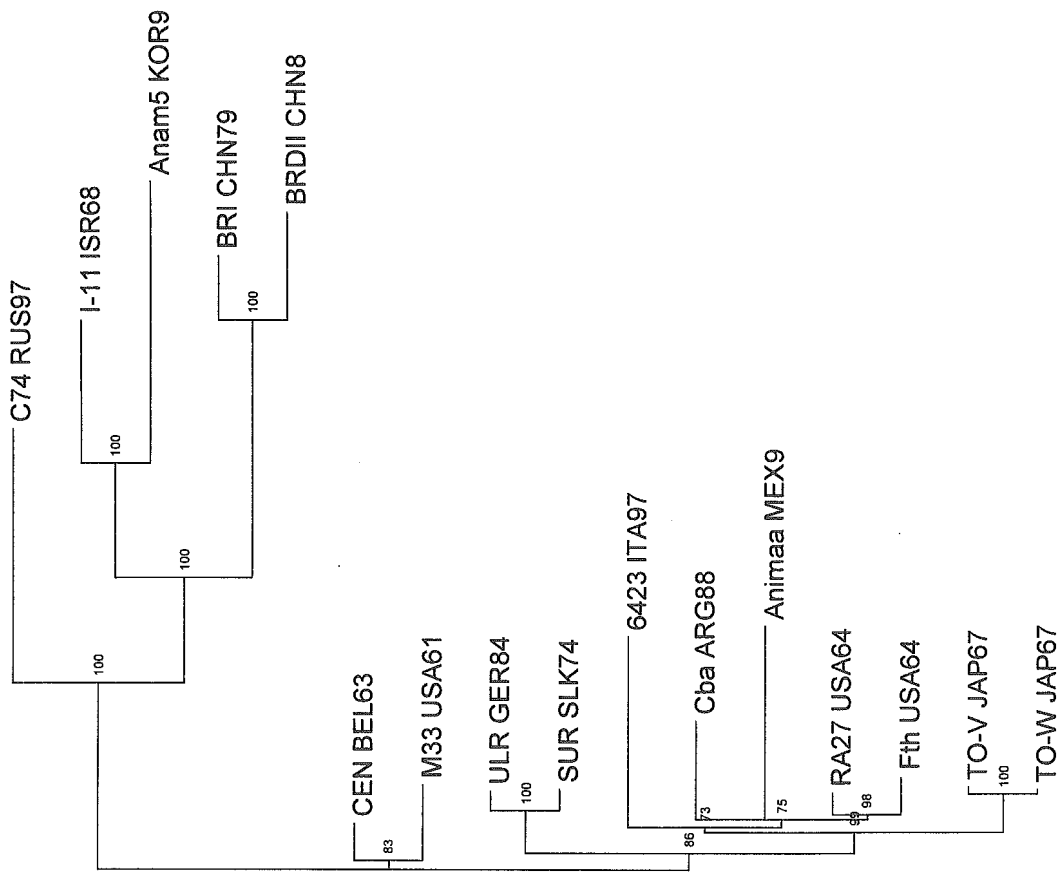 C74 RUS97
100
I-11 ISR68
100
Anam5 KOR9
100
BRI CHN79
100
BRDII CHN8
CEN BEL63
83
M33 USA61
ULR GER84
100
SUR SLK74
86
6423 ITA97
73
Cba ARG88
75
Animaa MEX9
99
RA27 USA64
98
Fth USA64
TO-V JAP67
100
TO-W JAP67